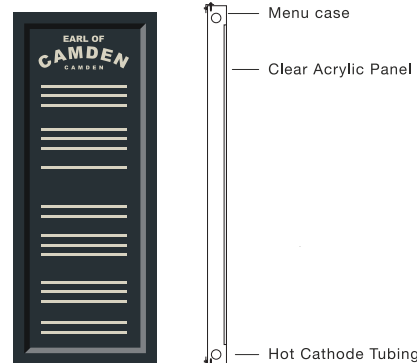 EARL OF
CAMDEN
CAMDEN
Menu case
Clear Acrylic Panel
Hot Cathode Tubing